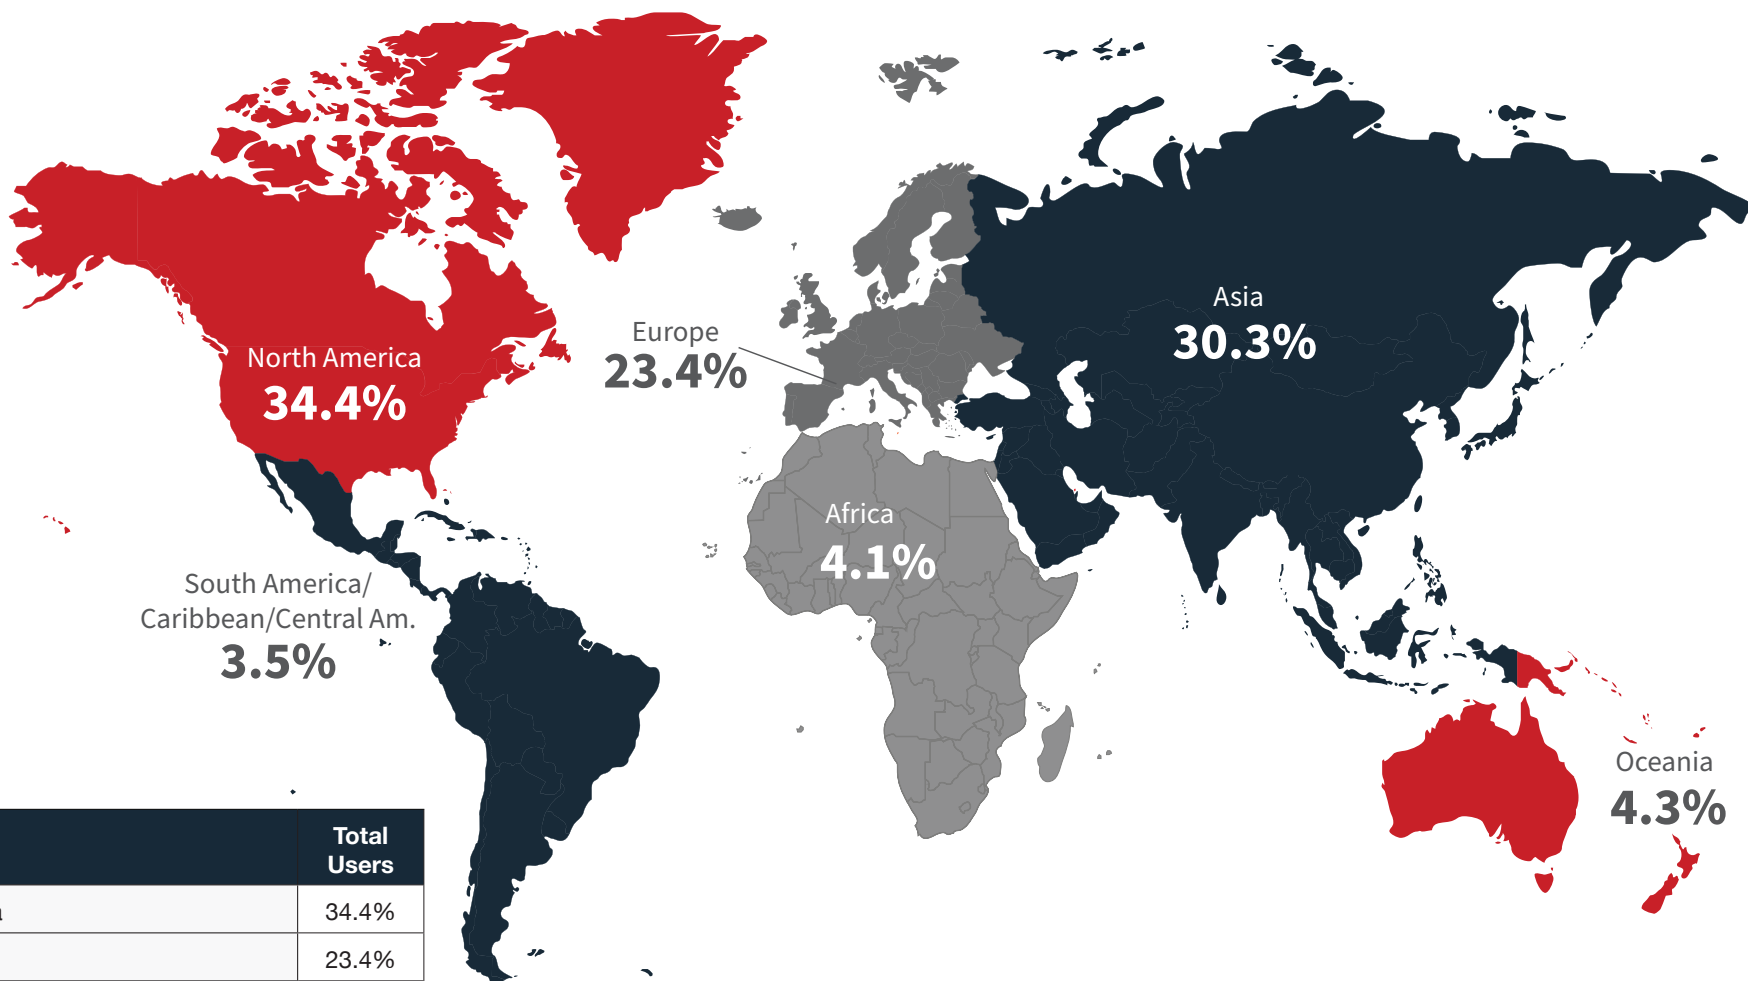 North America
34.4%
Europe
23.4%
Asia
30.3%
Africa
4.1%
South America/
Caribbean/Central Am.
3.5%
Oceania
4.3%
Total
Users
34.4%
23.4%